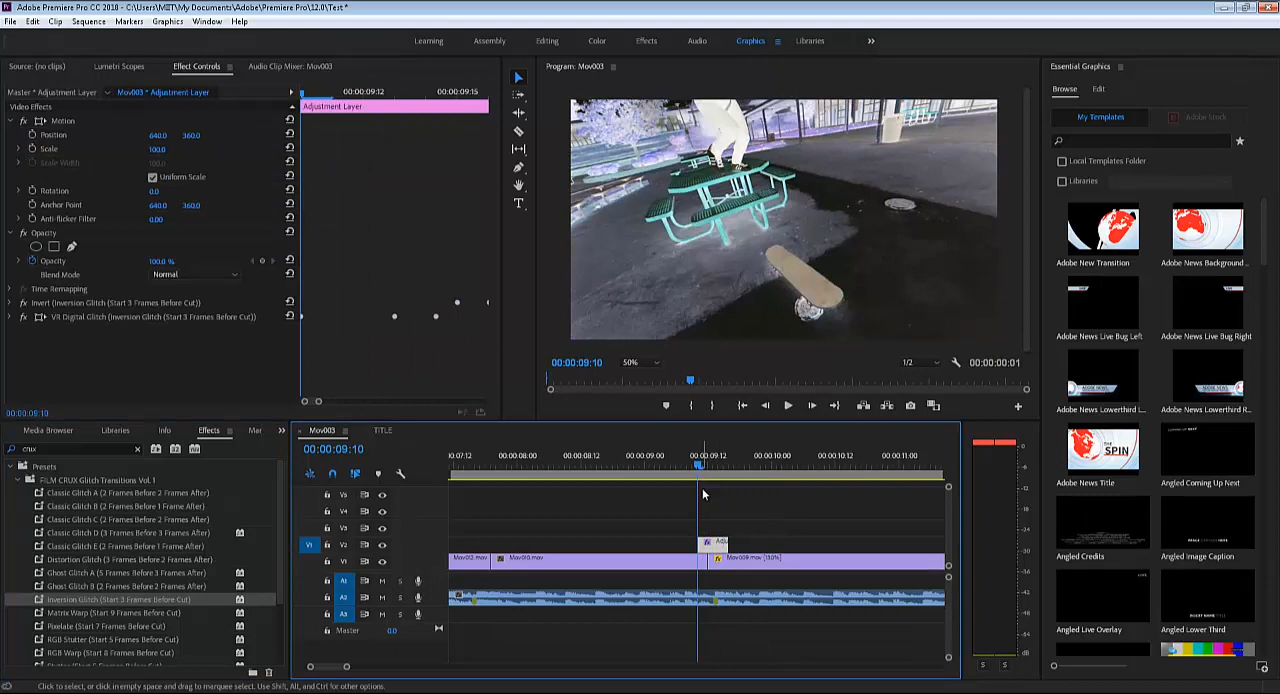 Adobe Premiere Pro CC 2018 - C:\Users\MIT\My Documents\Adobe\Premiere Pro\12.0\Test *
File Edit Clip Sequence Markers Graphics Window Help
Learning Assembly Editing Color Effects Audio Graphics Libraries
Source: (no clips) Lumetri Scopes Effect Controls Audio Clip Mixer: Mov003
Master * Adjustment Layer Mov003 * Adjustment Layer 00:00:09:12 00:00:09:15
Video Effects Adjustment Layer
fx Motion
Position 640.0 360.0
Scale 100.0
Scale Width 100.0
Uniform Scale
Rotation 0.0
Anchor Point 640.0 360.0
Anti-flicker Filter 0.00
fx Opacity
Opacity 100.0 %
Blend Mode Normal
Time Remapping
fx Invert (Inversion Glitch (Start 3 Frames Before Cut))
fx VR Digital Glitch (Inversion Glitch (Start 3 Frames Before Cut))
00:00:09:10
Program: Mov003
00:00:09:10 50% 1/2 00:00:00:01
Essential Graphics
Browse Edit
My Templates Adobe Stock
Local Templates Folder
Libraries
Adobe New Transition Adobe News Background ..
Adobe News Live Bug Left Adobe News Live Bug Right
Adobe News Lowerthird L... Adobe News Lowerthird R...
THE SPIN
Adobe News Title Angled Coming Up Next
Angled Credits Angled Image Caption
Angled Live Overlay Angled Lower Third
Media Browser Libraries Info Effects Mar
crux
Presets
FILM CRUX Glitch Transitions Vol. 1
Classic Glitch A (2 Frames Before 2 Frames After)
Classic Glitch B (2 Frames Before 1 Frame After)
Classic Glitch C (2 Frames Before 2 Frames After)
Classic Glitch D (3 Frames Before 3 Frames After)
Classic Glitch E (2 Frames Before 1 Frame After)
Distortion Glitch (3 Frames Before 2 Frames After)
Ghost Glitch A (5 Frames Before 3 Frames After)
Ghost Glitch B (2 Frames Before 2 Frames After)
Inversion Glitch (Start 3 Frames Before Cut)
Matrix Warp (Start 9 Frames Before Cut)
Pixelate (Start 7 Frames Before Cut)
RGB Stutter (Start 5 Frames Before Cut)
RGB Warp (Start 8 Frames Before Cut)
Mov003 TITLE
00:00:09:10
00:07:12 00:00:08:00 00:00:08:12 00:00:09:00 00:00:09:12 00:00:10:00 00:00:10:12 00:00:11:00
V5
V4
V3
V1 V2 fx Adju
V1 Mov012.mov fx Mov010.mov fx Mov009.mov [130%]
A1 M S
A2 M S
A3 M S
Master 0.0
S S
Click to select, or click in empty space and drag to marquee select. Use Shift, Alt, and Ctrl for other options.